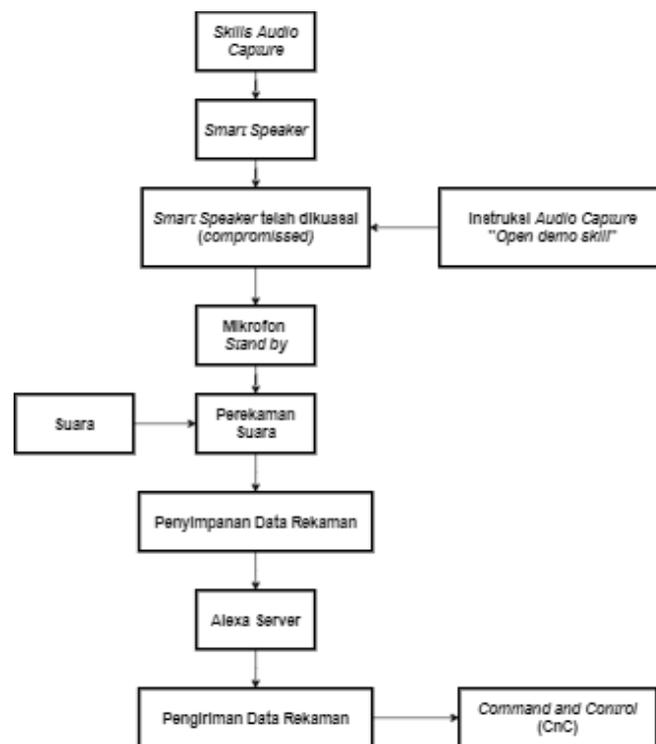 Skills Audio
Capture
Smart Speaker
Smart Speaker telah dikuasai
(compromissed)
Instruksi Audio Capture
"Open demo skill"
Mikrofon
Stand by
Suara
Perekaman
Suara
Penyimpanan Data Rekaman
Alexa Server
Pengiriman Data Rekaman
Command and Control
(CnC)